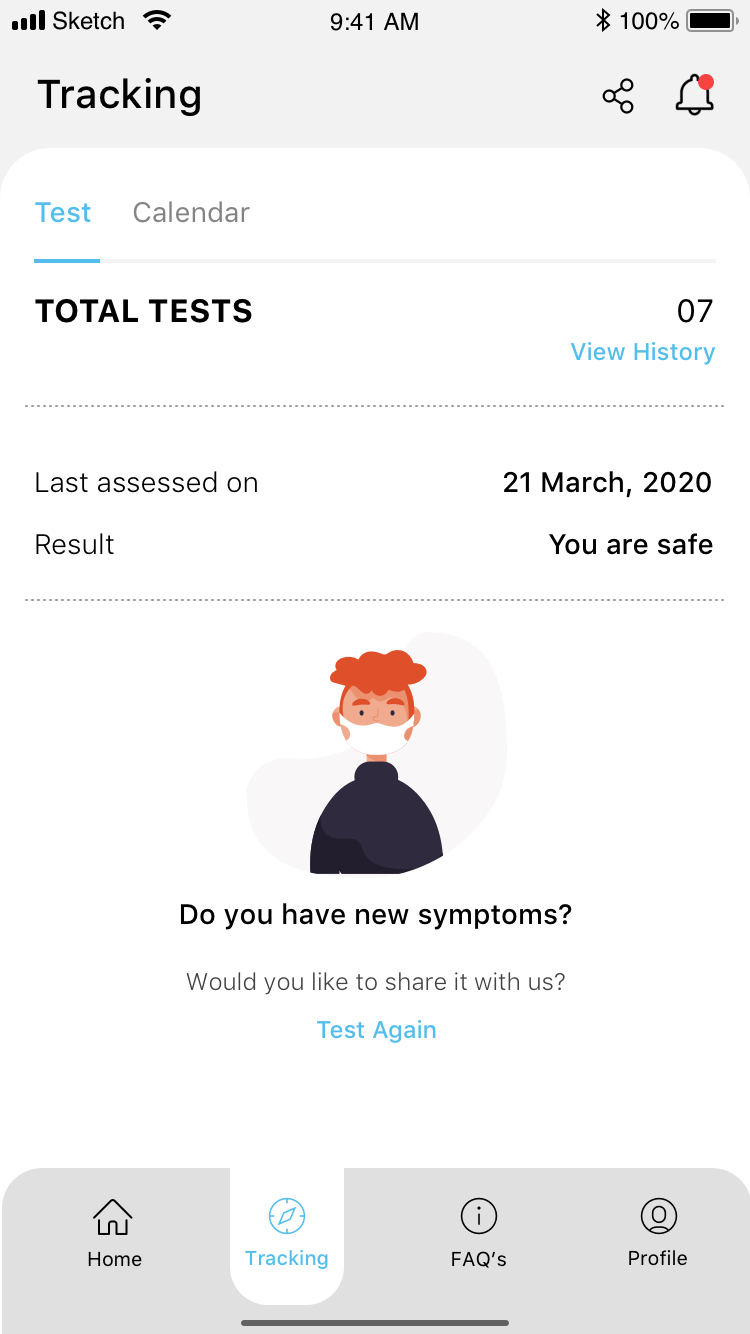 Sketch 9:41 AM 100%
Tracking
Test Calendar
TOTAL TESTS 07
View History
Last assessed on 21 March, 2020
Result You are safe
Do you have new symptoms?
Would you like to share it with us?
Test Again
Home Tracking FAQ’s Profile